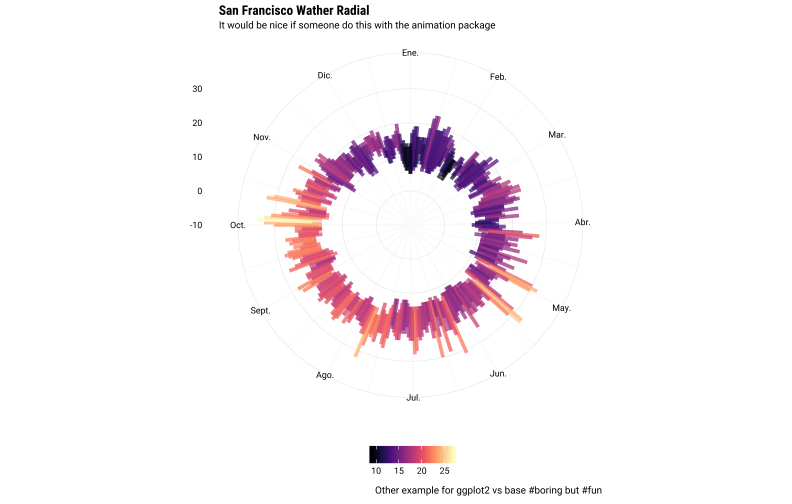 San Francisco Wather Radial
It would be nice if someone do this with the animation package
Ene.
Dic.
Feb.
30
20
Nov.
Mar.
10
0
Oct.
-10
Abr.
Sept.
May.
Ago.
Jun.
Jul.
10 15 20 25
Other example for ggplot2 vs base #boring but #fun